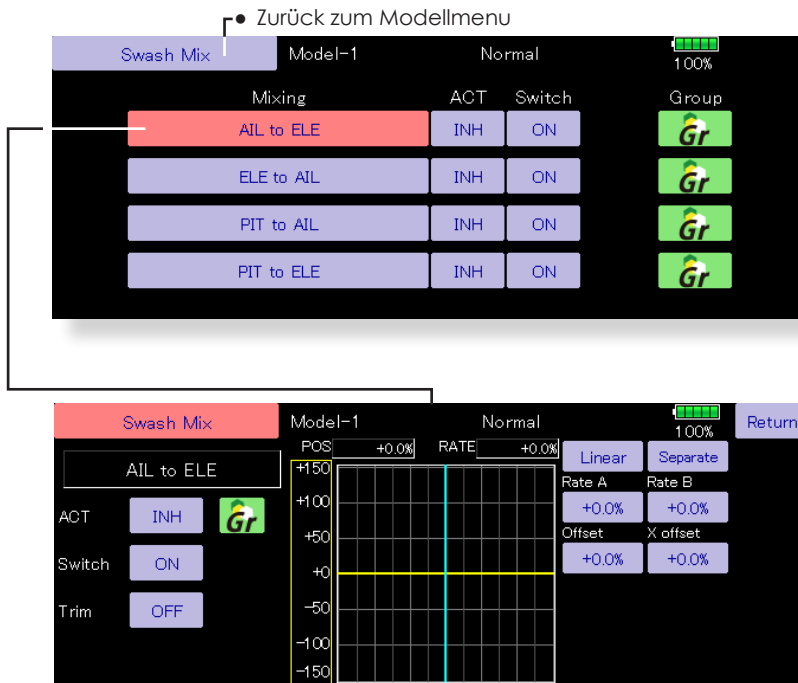 • Zurück zum Modellmenu
Swash Mix Model-1 Normal 100%
Mixing ACT Switch Group
AIL to ELE INH ON Gr
ELE to AIL INH ON Gr
PIT to AIL INH ON Gr
PIT to ELE INH ON Gr
Swash Mix Model-1 Normal 100% Return
POS +0.0% RATE +0.0% Linear Separate
AIL to ELE
Rate A Rate B
+0.0% +0.0%
Offset X offset
+0.0% +0.0%
ACT INH Gr
Switch ON
Trim OFF
+150
+100
+50
+0
-50
-100
-150